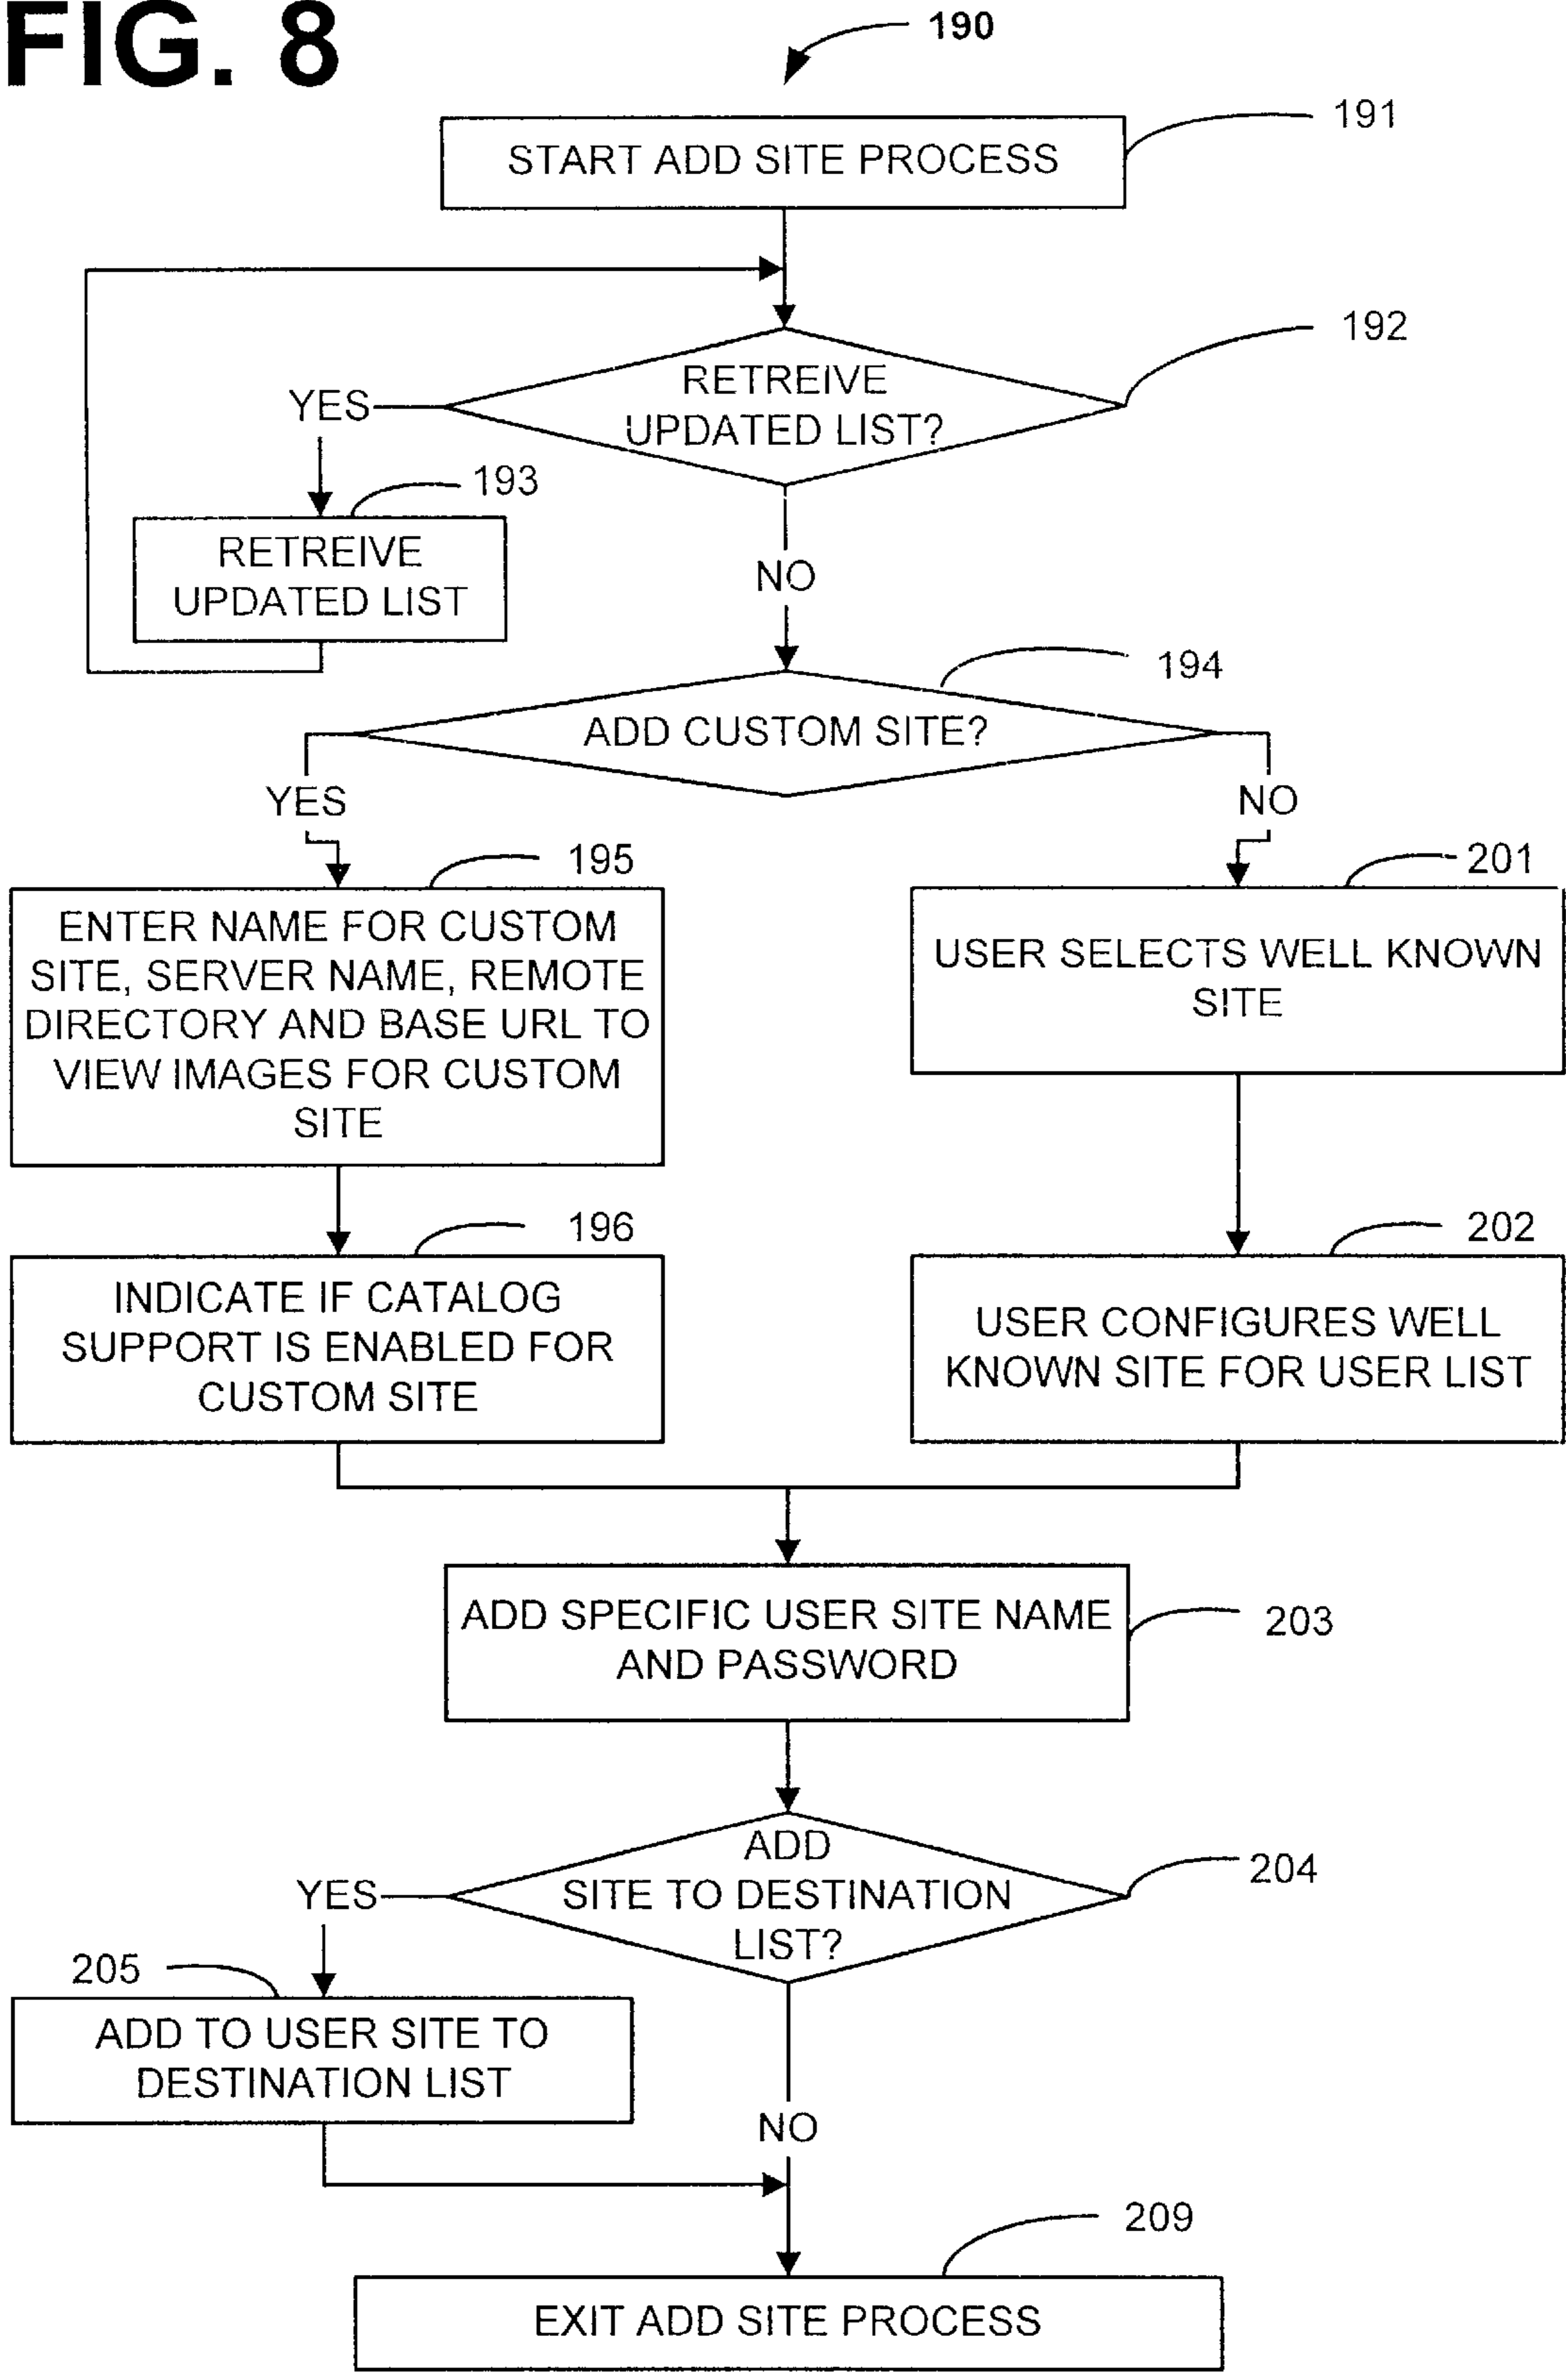 FIG. 8
190
191
START ADD SITE PROCESS
192
RETREIVE
UPDATED LIST?
YES
193
RETREIVE
UPDATED LIST
NO
194
ADD CUSTOM SITE?
YES
NO
195
201
ENTER NAME FOR CUSTOM
SITE, SERVER NAME, REMOTE
DIRECTORY AND BASE URL TO
VIEW IMAGES FOR CUSTOM
SITE
USER SELECTS WELL KNOWN
SITE
196
202
INDICATE IF CATALOG
SUPPORT IS ENABLED FOR
CUSTOM SITE
USER CONFIGURES WELL
KNOWN SITE FOR USER LIST
ADD SPECIFIC USER SITE NAME
AND PASSWORD
203
ADD
SITE TO DESTINATION
LIST?
204
YES
205
ADD TO USER SITE TO
DESTINATION LIST
NO
209
EXIT ADD SITE PROCESS